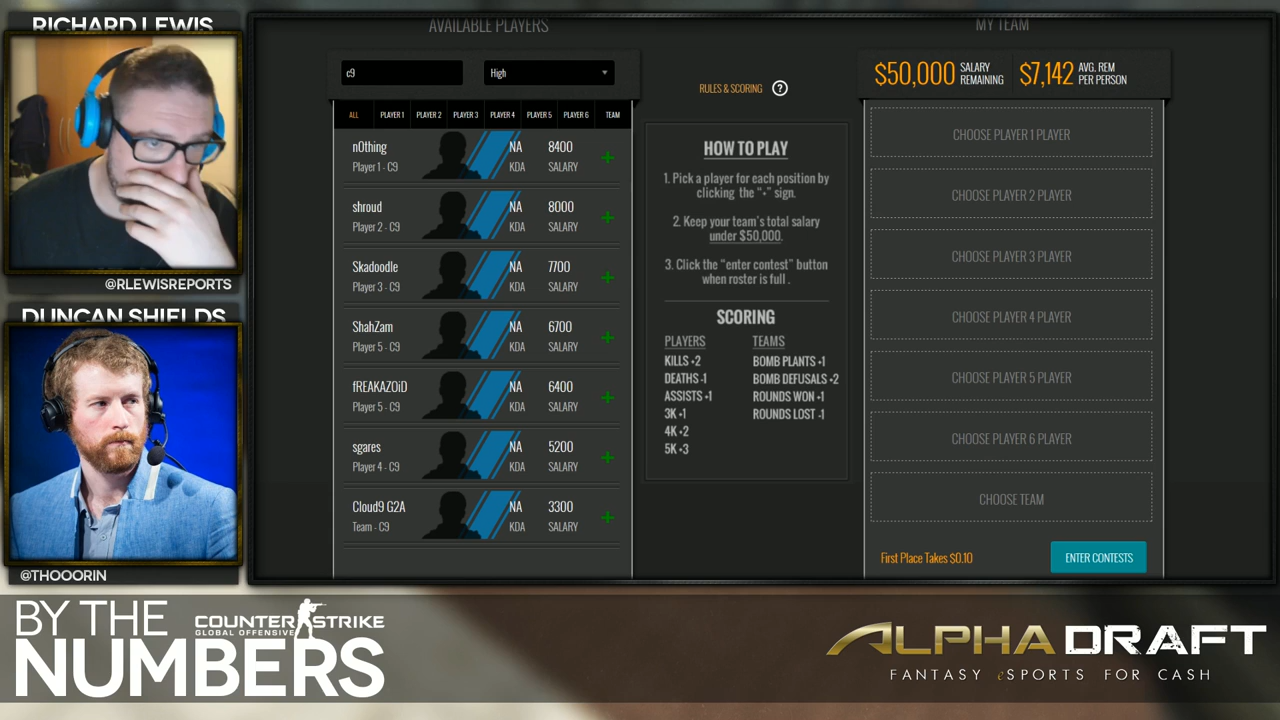 RICHARD LEWIS
@RLEWISREPORTS
DUNCAN SHIELDS
@THOOORIN
AVAILABLE PLAYERS
c9
High
ALL PLAYER 1 PLAYER 2 PLAYER 3 PLAYER 4 PLAYER 5 PLAYER 6 TEAM
n0thing NA 8400
Player 1 - C9 KDA SALARY
shroud NA 8000
Player 2 - C9 KDA SALARY
Skadoodle NA 7700
Player 3 - C9 KDA SALARY
ShahZam NA 6700
Player 5 - C9 KDA SALARY
fREAKAZOiD NA 6400
Player 5 - C9 KDA SALARY
sgares NA 5200
Player 4 - C9 KDA SALARY
Cloud9 G2A NA 3300
Team - C9 KDA SALARY
RULES & SCORING ?
HOW TO PLAY
1. Pick a player for each position by
clicking the "+" sign.
2. Keep your team's total salary
under $50,000.
3. Click the "enter contest" button
when roster is full .
SCORING
PLAYERS
KILLS +2
DEATHS -1
ASSISTS +1
3K +1
4K +2
5K +3
TEAMS
BOMB PLANTS +1
BOMB DEFUSALS +2
ROUNDS WON +1
ROUNDS LOST -1
MY TEAM
$50,000 SALARY REMAINING
$7,142 AVG. REM PER PERSON
CHOOSE PLAYER 1 PLAYER
CHOOSE PLAYER 2 PLAYER
CHOOSE PLAYER 3 PLAYER
CHOOSE PLAYER 4 PLAYER
CHOOSE PLAYER 5 PLAYER
CHOOSE PLAYER 6 PLAYER
CHOOSE TEAM
First Place Takes $0.10
ENTER CONTESTS
BY THE
NUMBERS
COUNTER STRIKE
GLOBAL OFFENSIVE
ALPHADRAFT
FANTASY eSPORTS FOR CASH